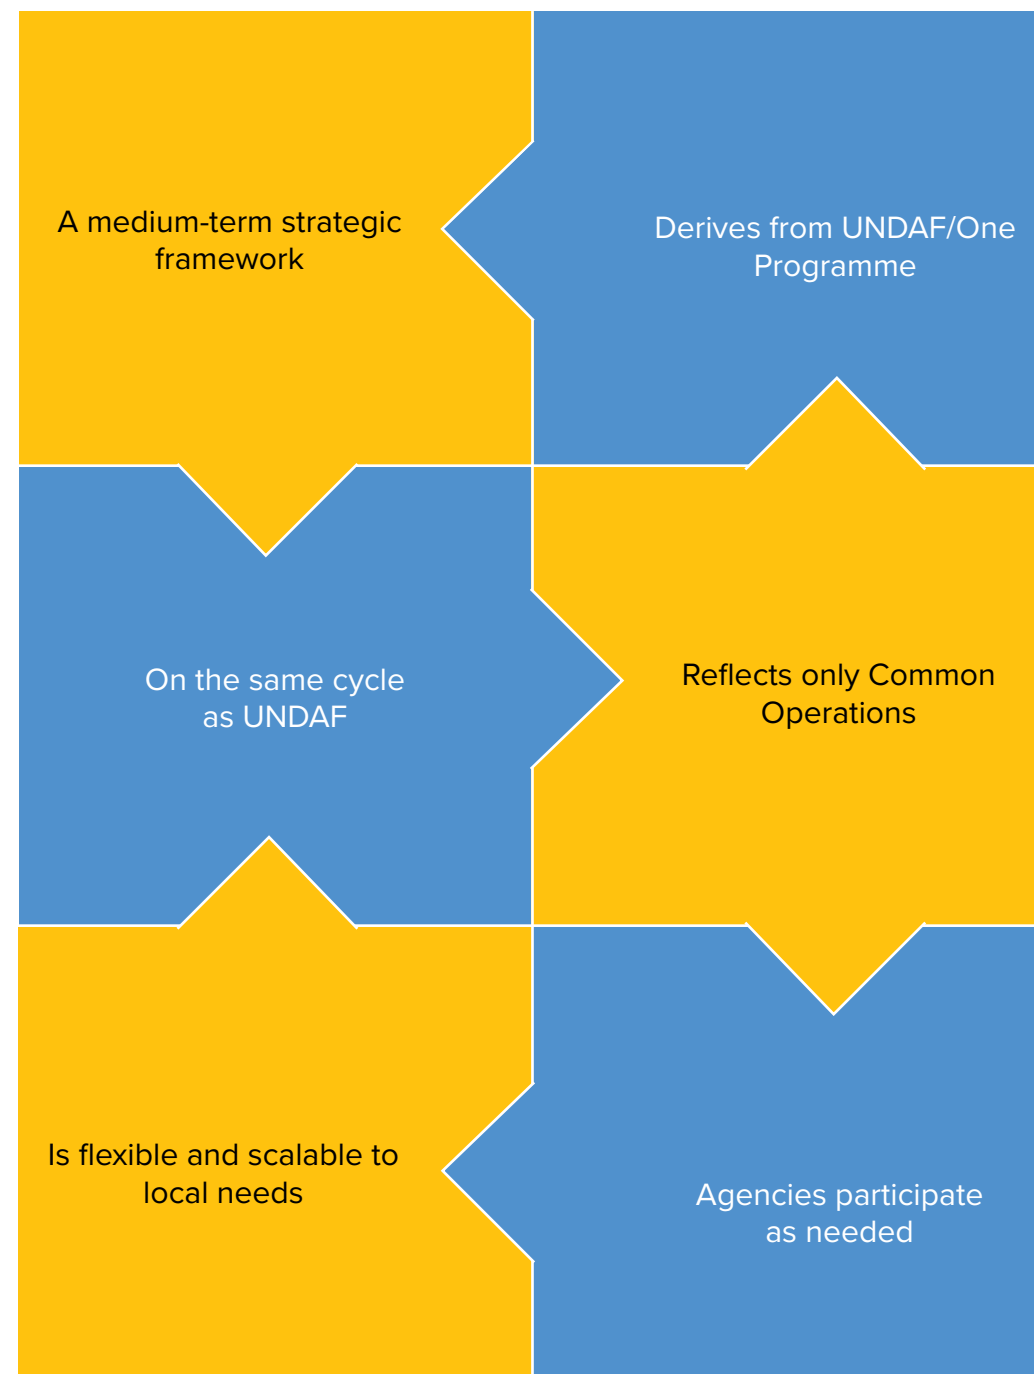 A medium-term strategic
framework
Derives from UNDAF/One
Programme
On the same cycle
as UNDAF
Reflects only Common
Operations
Is flexible and scalable to
local needs
Agencies participate
as needed